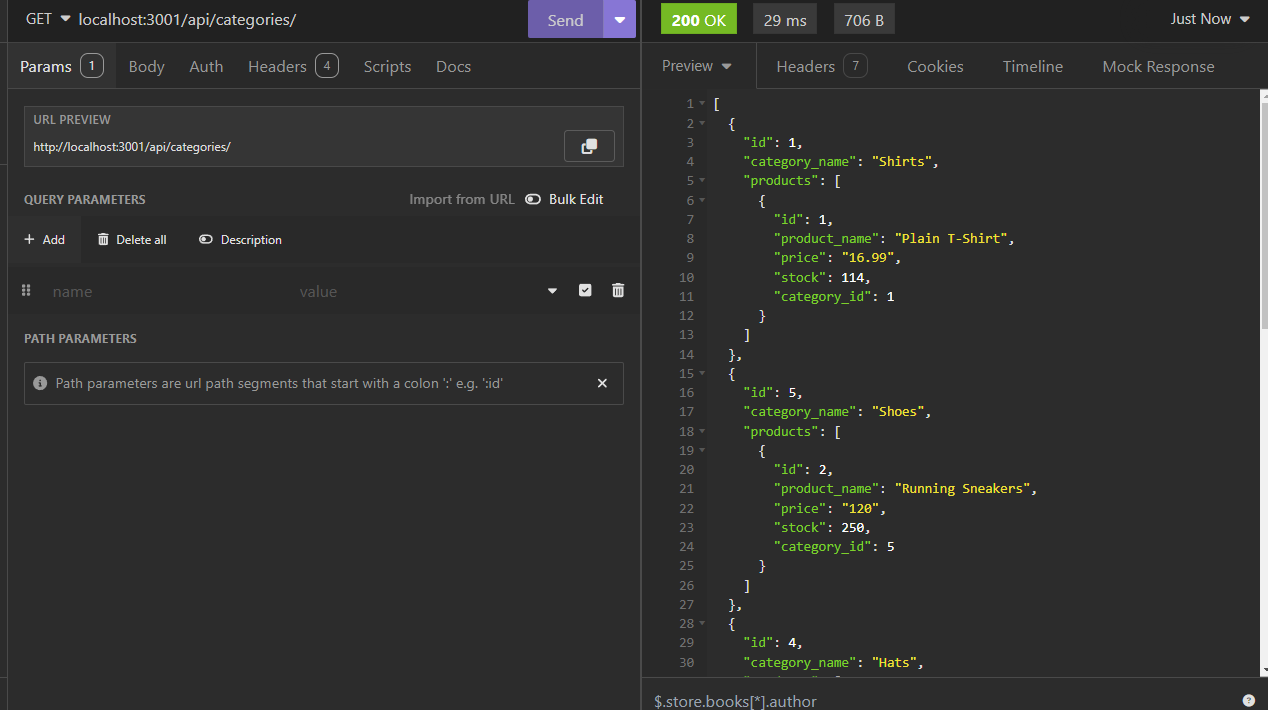 GET localhost:3001/api/categories/
Send
Params 1 Body Auth Headers 4 Scripts Docs
URL PREVIEW
http://localhost:3001/api/categories/
QUERY PARAMETERS Import from URL Bulk Edit
+ Add Delete all Description
name value
PATH PARAMETERS
Path parameters are url path segments that start with a colon ':' e.g. ':id'
200 OK 29 ms 706 B Just Now
Preview Headers 7 Cookies Timeline Mock Response
1 [
2 {
3 "id": 1,
4 "category_name": "Shirts",
5 "products": [
6 {
7 "id": 1,
8 "product_name": "Plain T-Shirt",
9 "price": "16.99",
10 "stock": 114,
11 "category_id": 1
12 }
13 ]
14 },
15 {
16 "id": 5,
17 "category_name": "Shoes",
18 "products": [
19 {
20 "id": 2,
21 "product_name": "Running Sneakers",
22 "price": "120",
23 "stock": 250,
24 "category_id": 5
25 }
26 ]
27 },
28 {
29 "id": 4,
30 "category_name": "Hats",
$.store.books[*].author